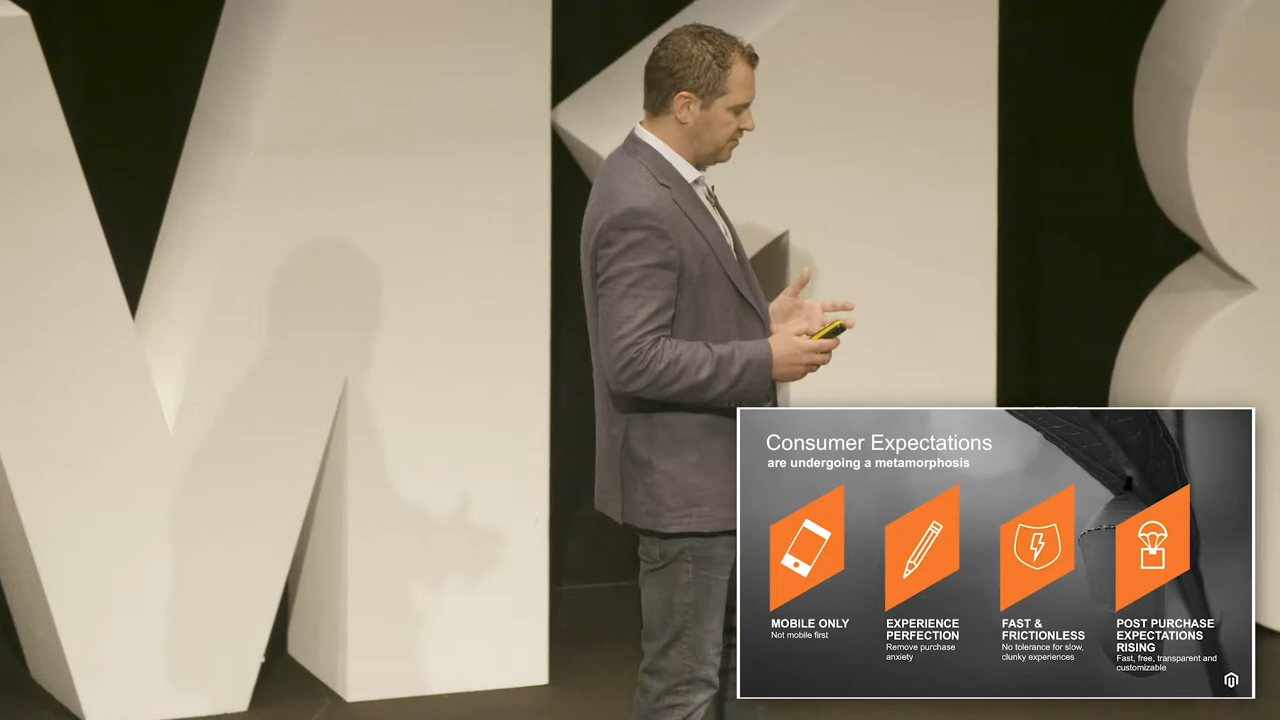 Consumer Expectations
are undergoing a metamorphosis
MOBILE ONLY
Not mobile first
EXPERIENCE
PERFECTION
Remove purchase
anxiety
FAST &
FRICTIONLESS
No tolerance for slow,
clunky experiences
POST PURCHASE
EXPECTATIONS
RISING
Fast, free, transparent and
customizable